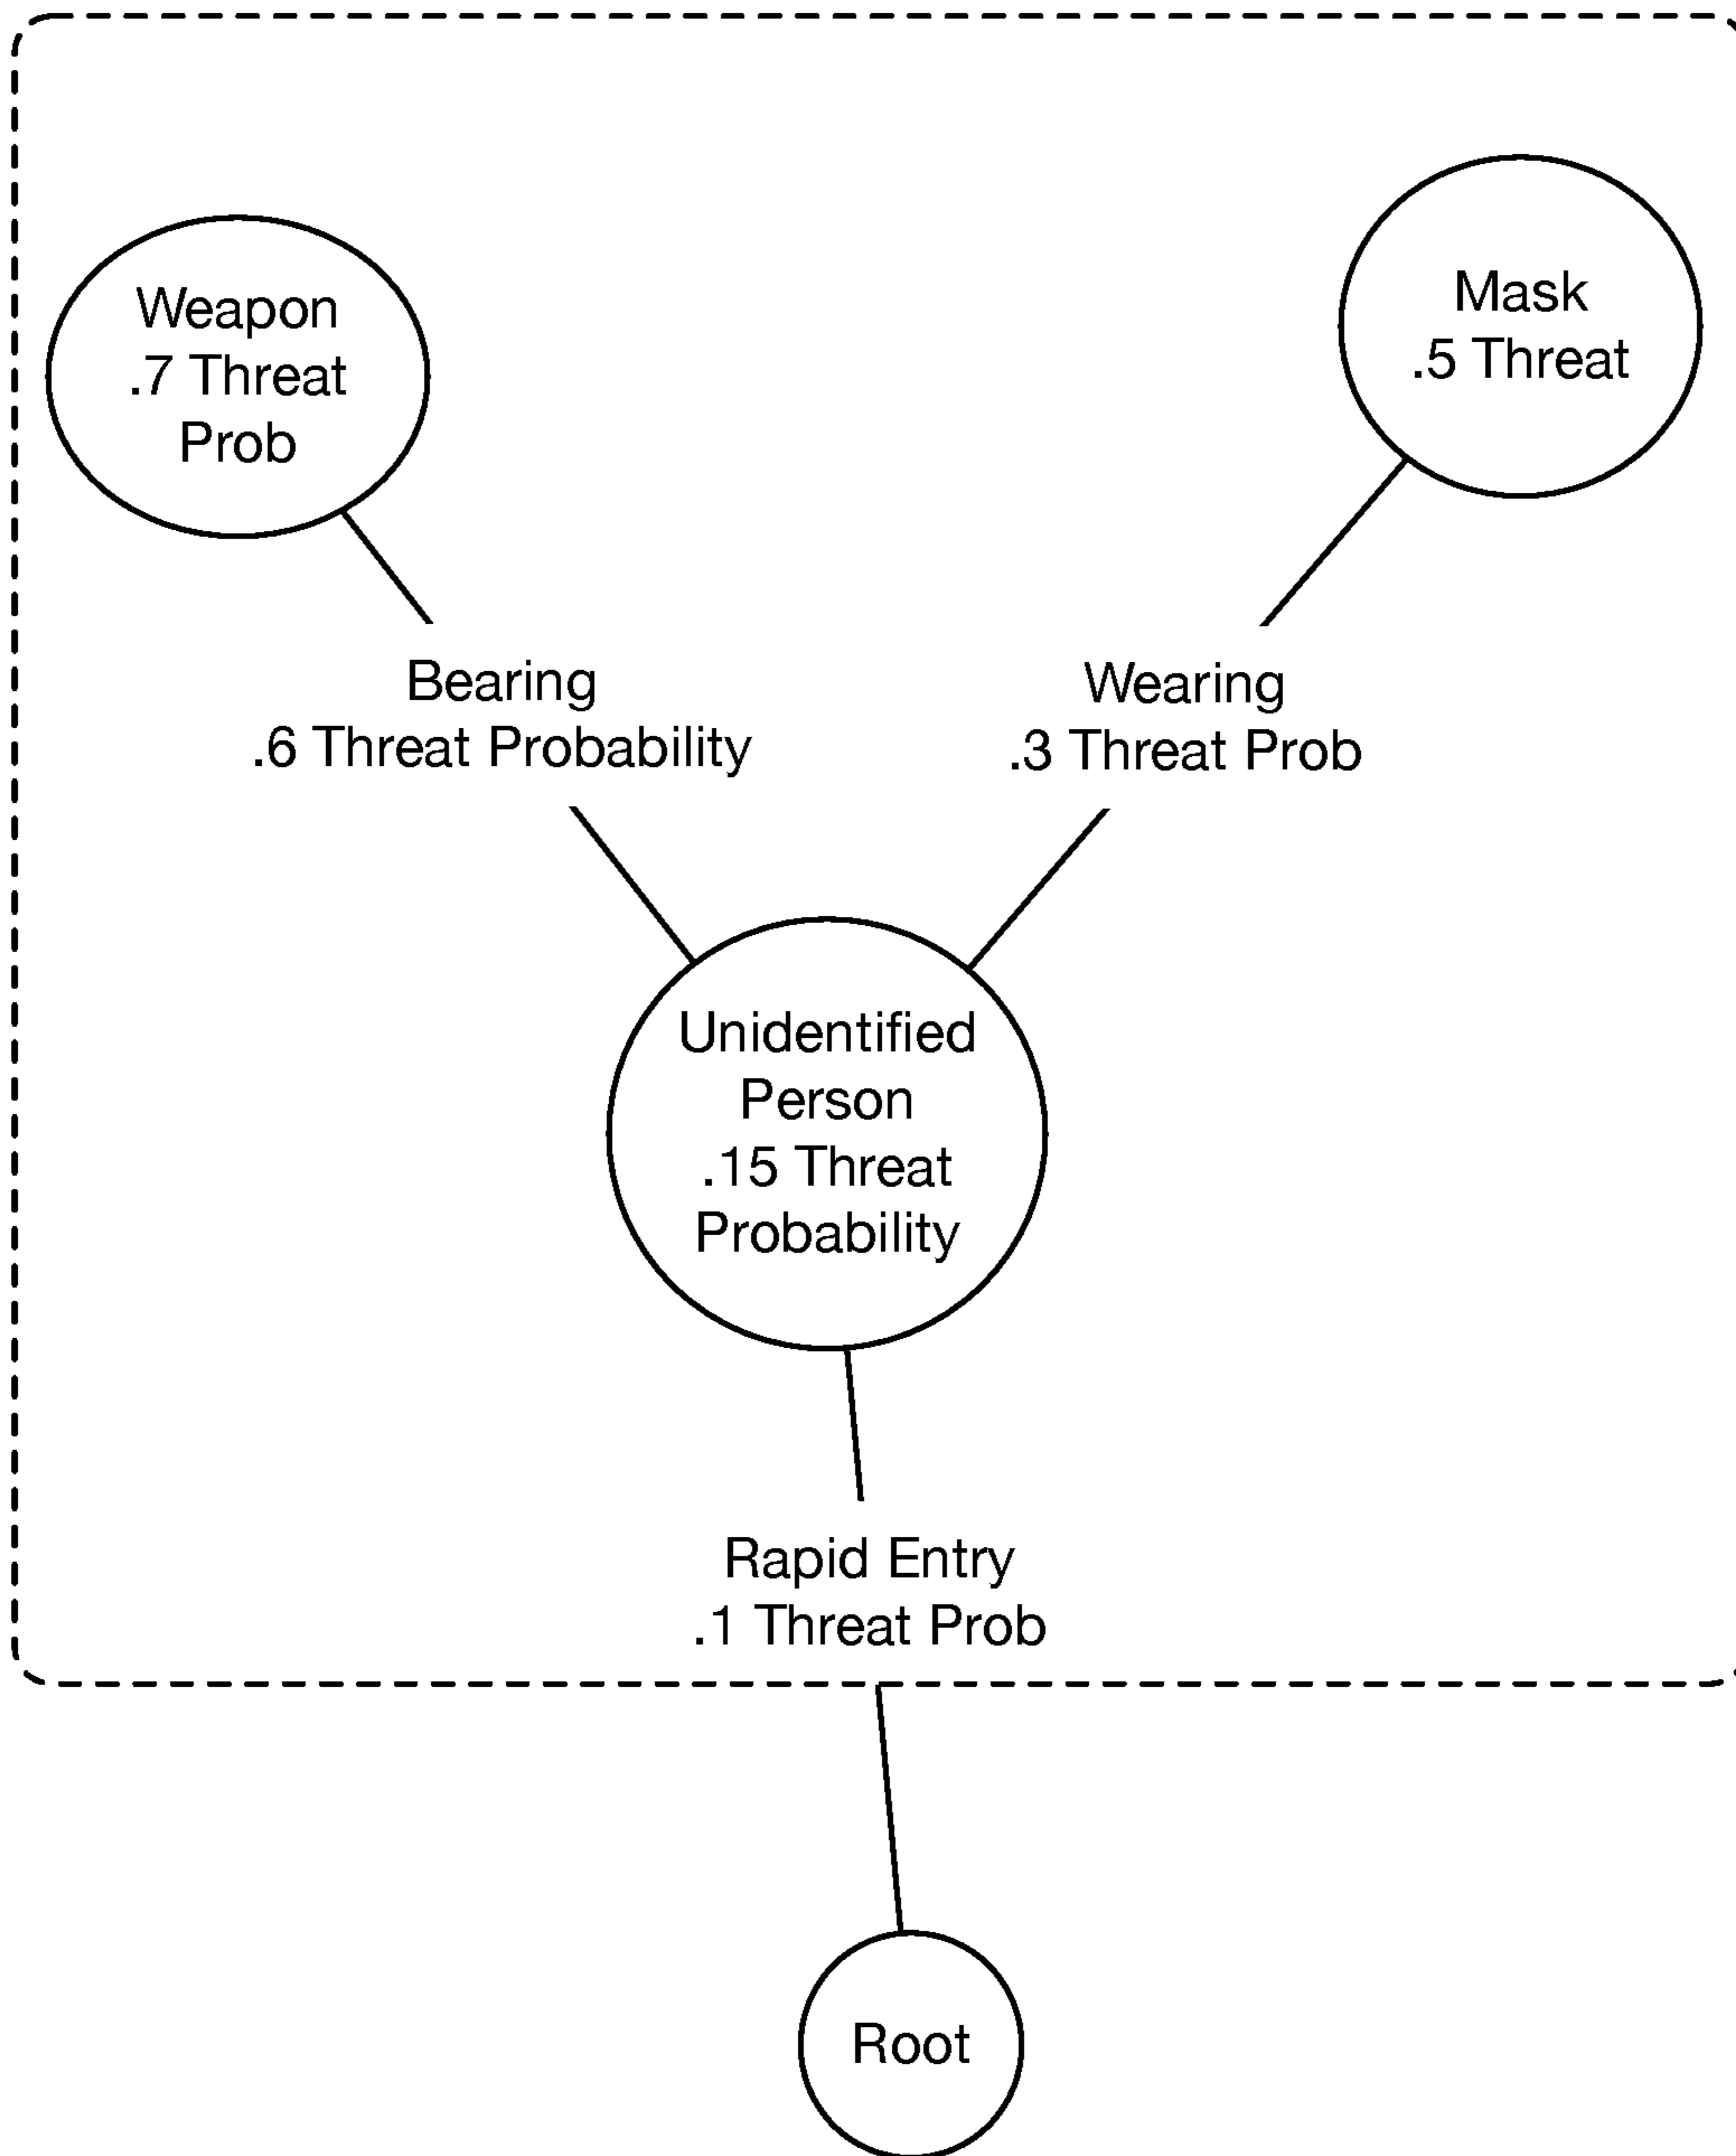 Weapon
.7 Threat
Prob
Mask
.5 Threat
Bearing
.6 Threat Probability
Wearing
.3 Threat Prob
Unidentified
Person
.15 Threat
Probability
Rapid Entry
.1 Threat Prob
Root